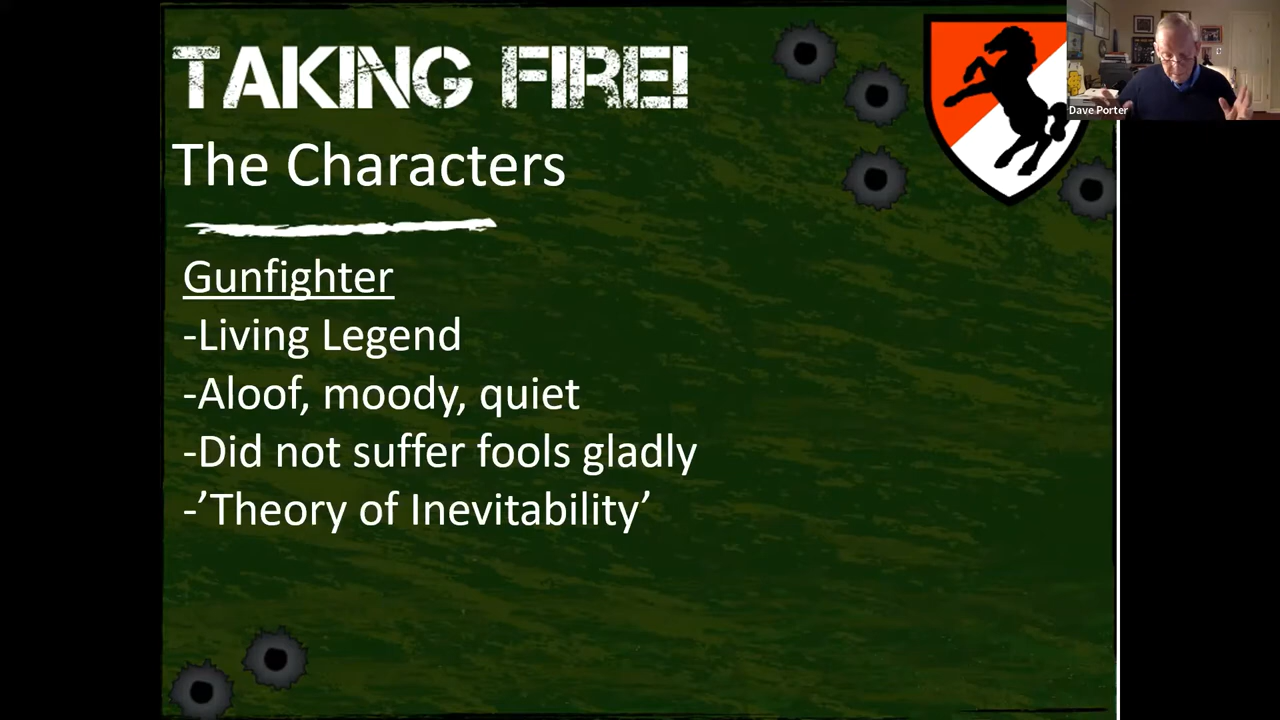 TAKING FIRE!
Dave Porter
The Characters
Gunfighter
-Living Legend
-Aloof, moody, quiet
-Did not suffer fools gladly
-’Theory of Inevitability’